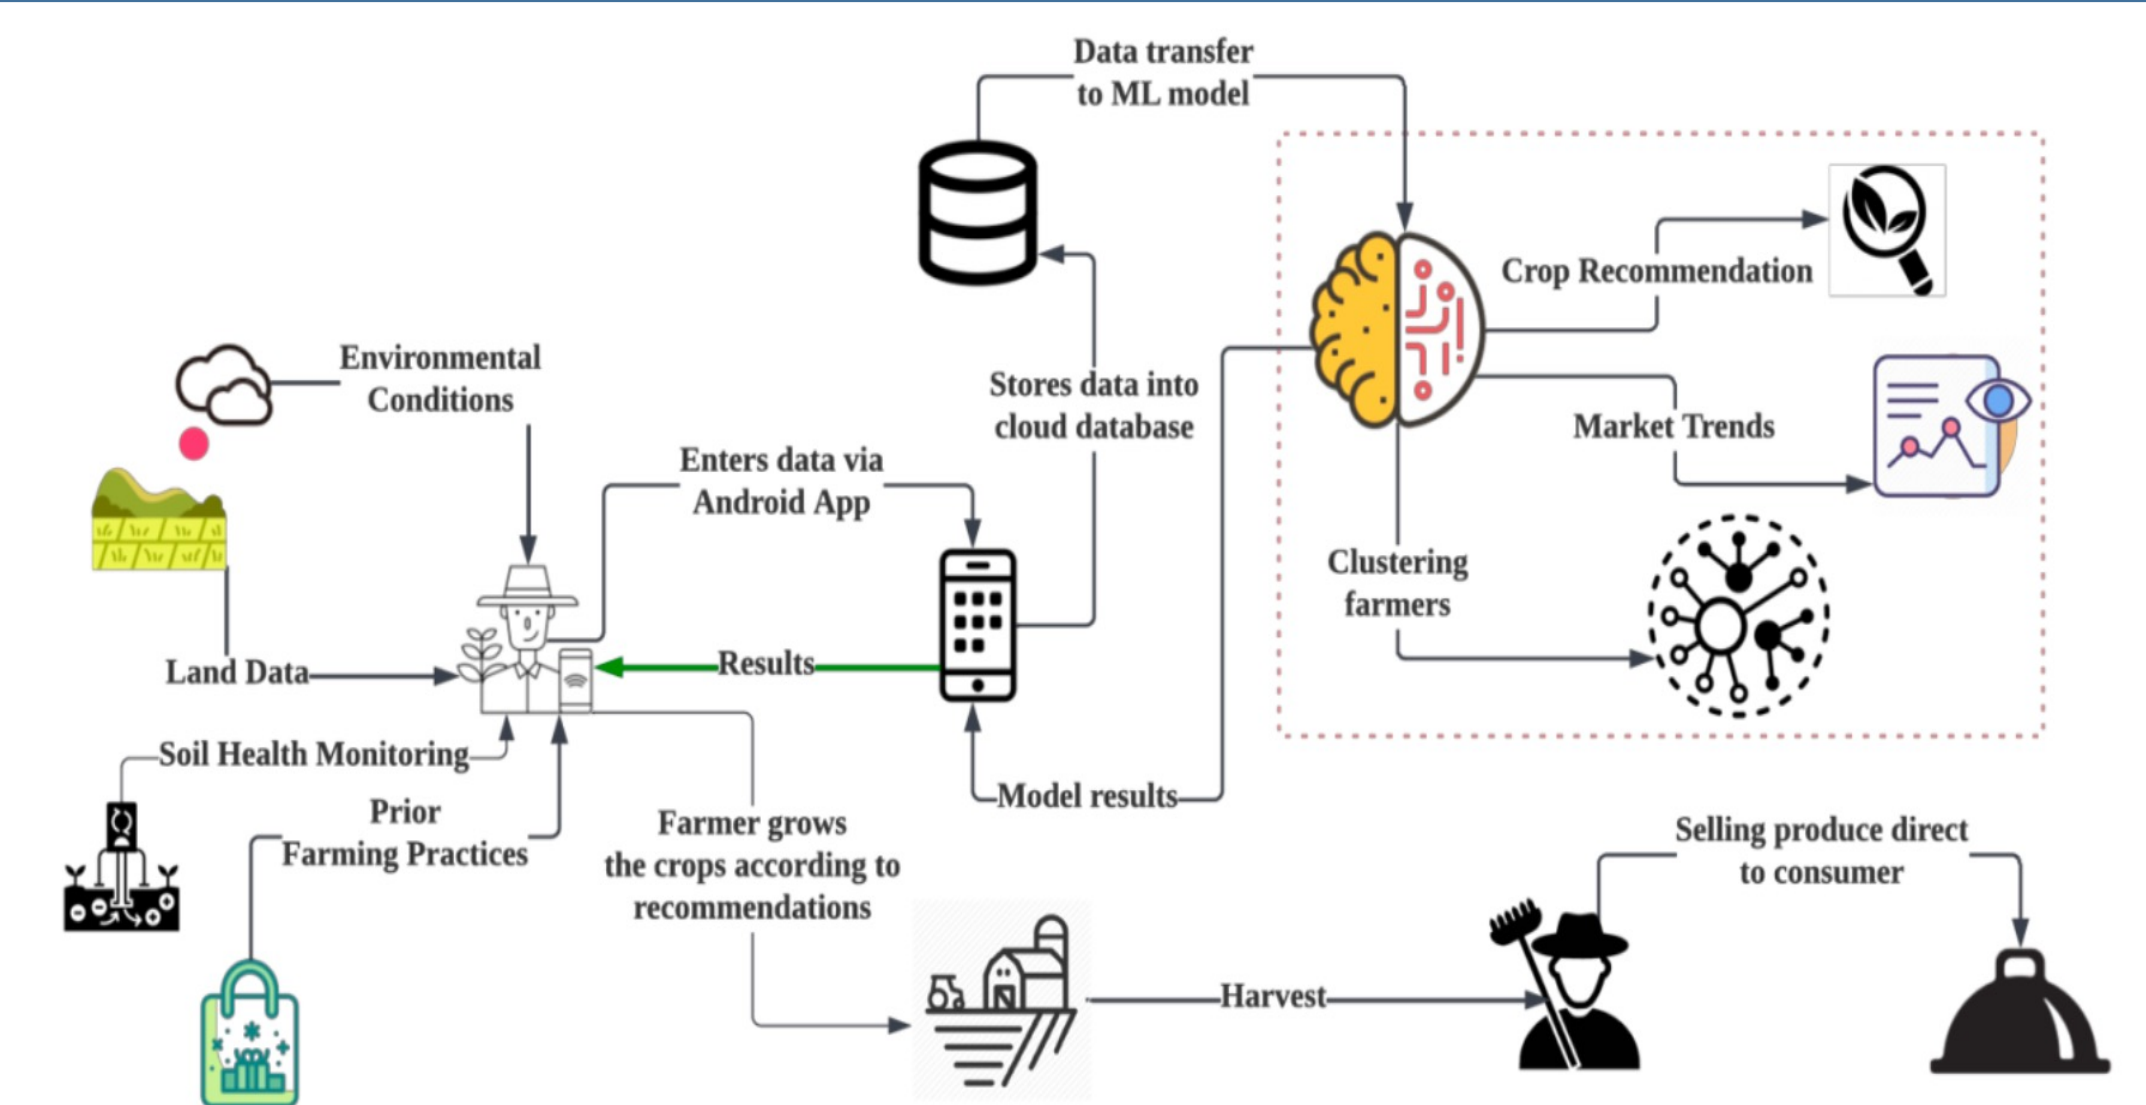 Data transfer
to ML model
Crop Recommendation
Environmental
Conditions
Stores data into
cloud database
Market Trends
Enters data via
Android App
Clustering
farmers
Land Data
Results
Soil Health Monitoring
Model results
Prior
Farming Practices
Farmer grows
the crops according to
recommendations
Selling produce direct
to consumer
Harvest